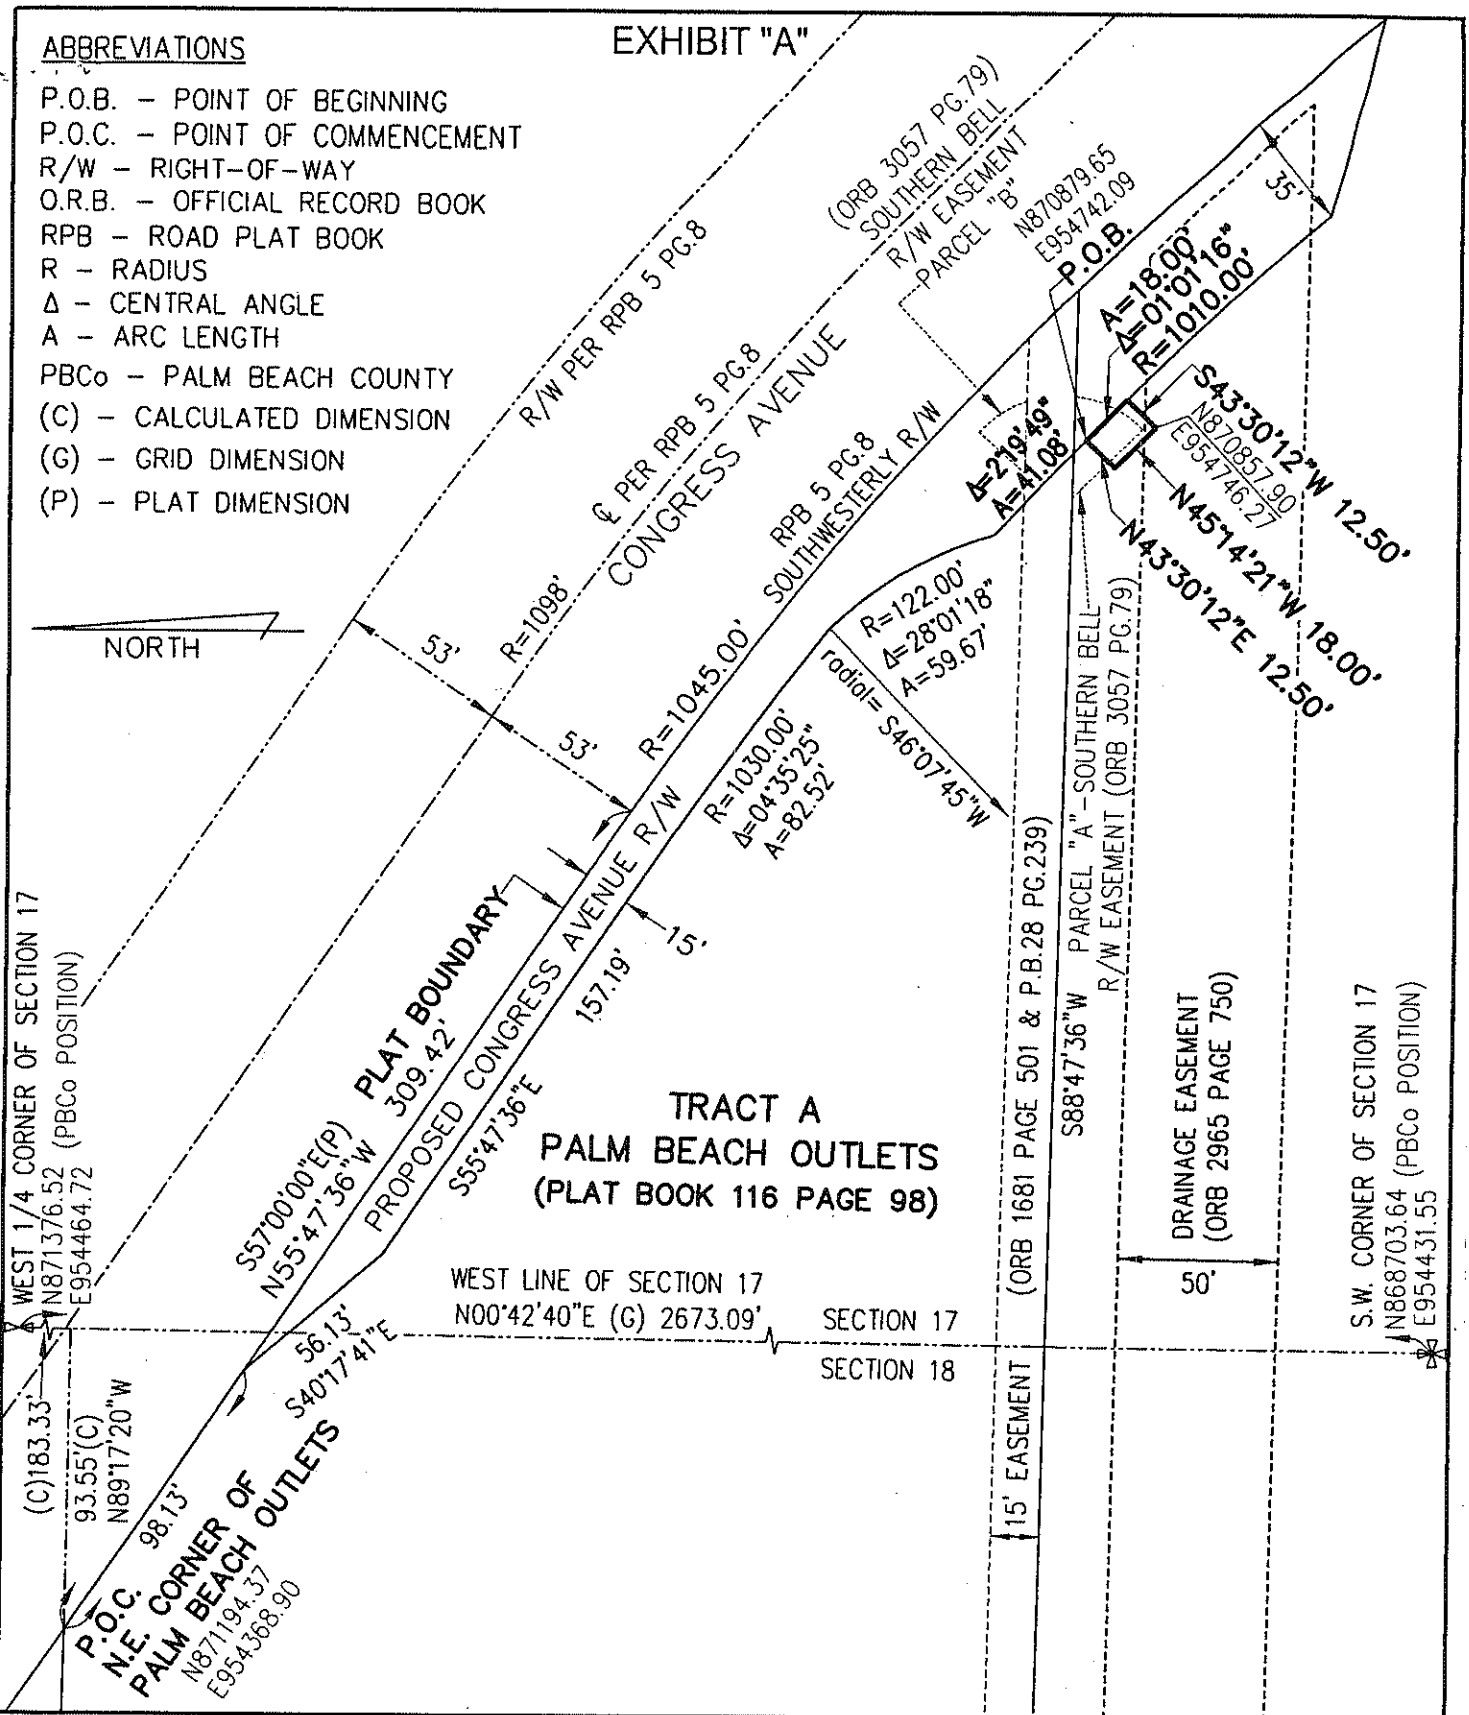 EXHIBIT "A"
ABBREVIATIONS
P.O.B. – POINT OF BEGINNING
P.O.C. – POINT OF COMMENCEMENT
R/W – RIGHT-OF-WAY
O.R.B. – OFFICIAL RECORD BOOK
RPB – ROAD PLAT BOOK
R – RADIUS
Δ – CENTRAL ANGLE
A – ARC LENGTH
PBCo – PALM BEACH COUNTY
(C) – CALCULATED DIMENSION
(G) – GRID DIMENSION
(P) – PLAT DIMENSION
NORTH
R/W PER RPB 5 PG.8
℄ PER RPB 5 PG.8
CONGRESS AVENUE
(ORB 3057 PG.79)
SOUTHERN BELL
R/W EASEMENT
PARCEL "B"
N870879.65
E954742.09
P.O.B.
A=18.00'
Δ=01°01'16"
R=1010.00'
35'
S43°30'12"W 12.50'
N870857.90
E954746.27
N45°14'21"W 18.00'
N43°30'12"E 12.50'
Δ=2°19'49"
A=41.08'
RPB 5 PG.8
SOUTHWESTERLY R/W
R=1098'
53'
53'
R=1045.00'
R=122.00'
Δ=28°01'18"
A=59.67'
radial= S46°07'45"W
R=1030.00'
Δ=04°35'25"
A=82.52'
PLAT BOUNDARY
309.42'
S57°00'00"E(P)
N55°47'36"W
PROPOSED CONGRESS AVENUE R/W
15'
157.19'
S55°47'36"E
TRACT A
PALM BEACH OUTLETS
(PLAT BOOK 116 PAGE 98)
WEST LINE OF SECTION 17
N00°42'40"E (G) 2673.09'
SECTION 17
SECTION 18
56.13'
S40°17'41"E
WEST 1/4 CORNER OF SECTION 17
N871376.52 (PBCo POSITION)
E954464.72
(C)183.33'
93.55'(C)
N89°17'20"W
98.13'
P.O.C.
N.E. CORNER OF
PALM BEACH OUTLETS
N871194.37
E954368.90
15' EASEMENT (ORB 1681 PAGE 501 & P.B.28 PG.239)
S88°47'36"W
PARCEL "A"-SOUTHERN BELL
R/W EASEMENT (ORB 3057 PG.79)
DRAINAGE EASEMENT
(ORB 2965 PAGE 750)
50'
S.W. CORNER OF SECTION 17
N868703.64 (PBCo POSITION)
E954431.55